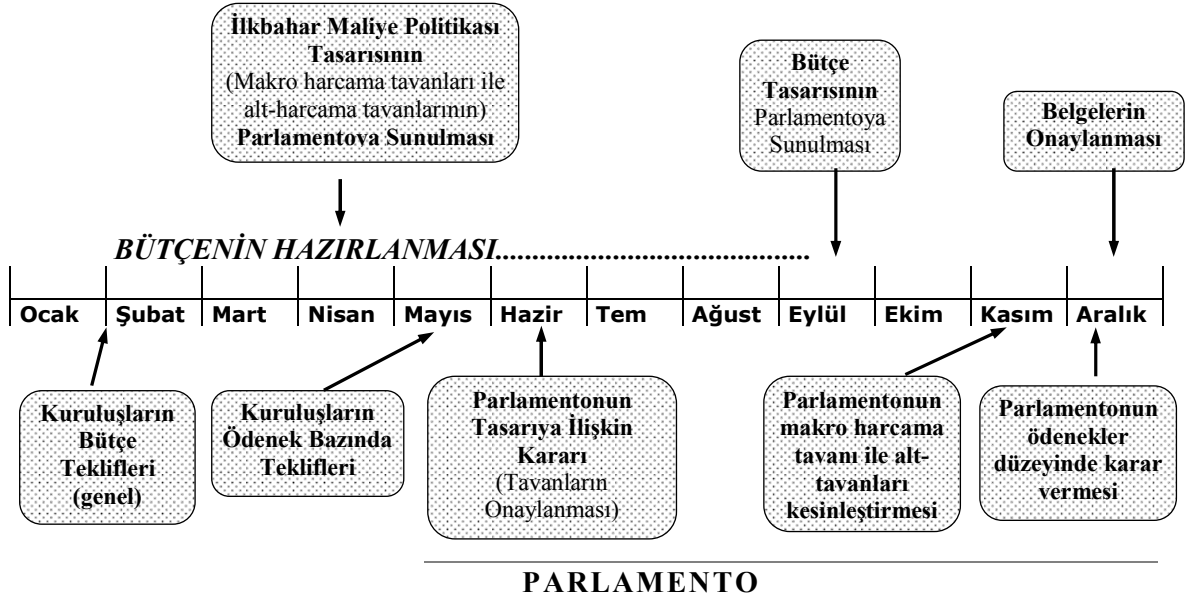 İlkbahar Maliye Politikası
Tasarısının
(Makro harcama tavanları ile
alt-harcama tavanlarının)
Parlamentoya Sunulması
Bütçe
Tasarısının
Parlamentoya
Sunulması
Belgelerin
Onaylanması
BÜTÇENİN HAZIRLANMASI............................................
Ocak Şubat Mart Nisan Mayıs Hazir Tem Ağust Eylül Ekim Kasım Aralık
Kuruluşların
Bütçe
Teklifleri
(genel)
Kuruluşların
Ödenek Bazında
Teklifleri
Parlamentonun
Tasarıya İlişkin
Kararı
(Tavanların
Onaylanması)
Parlamentonun
makro harcama
tavanı ile alt-
tavanları
kesinleştirmesi
Parlamentonun
ödenekler
düzeyinde karar
vermesi
PARLAMENTO